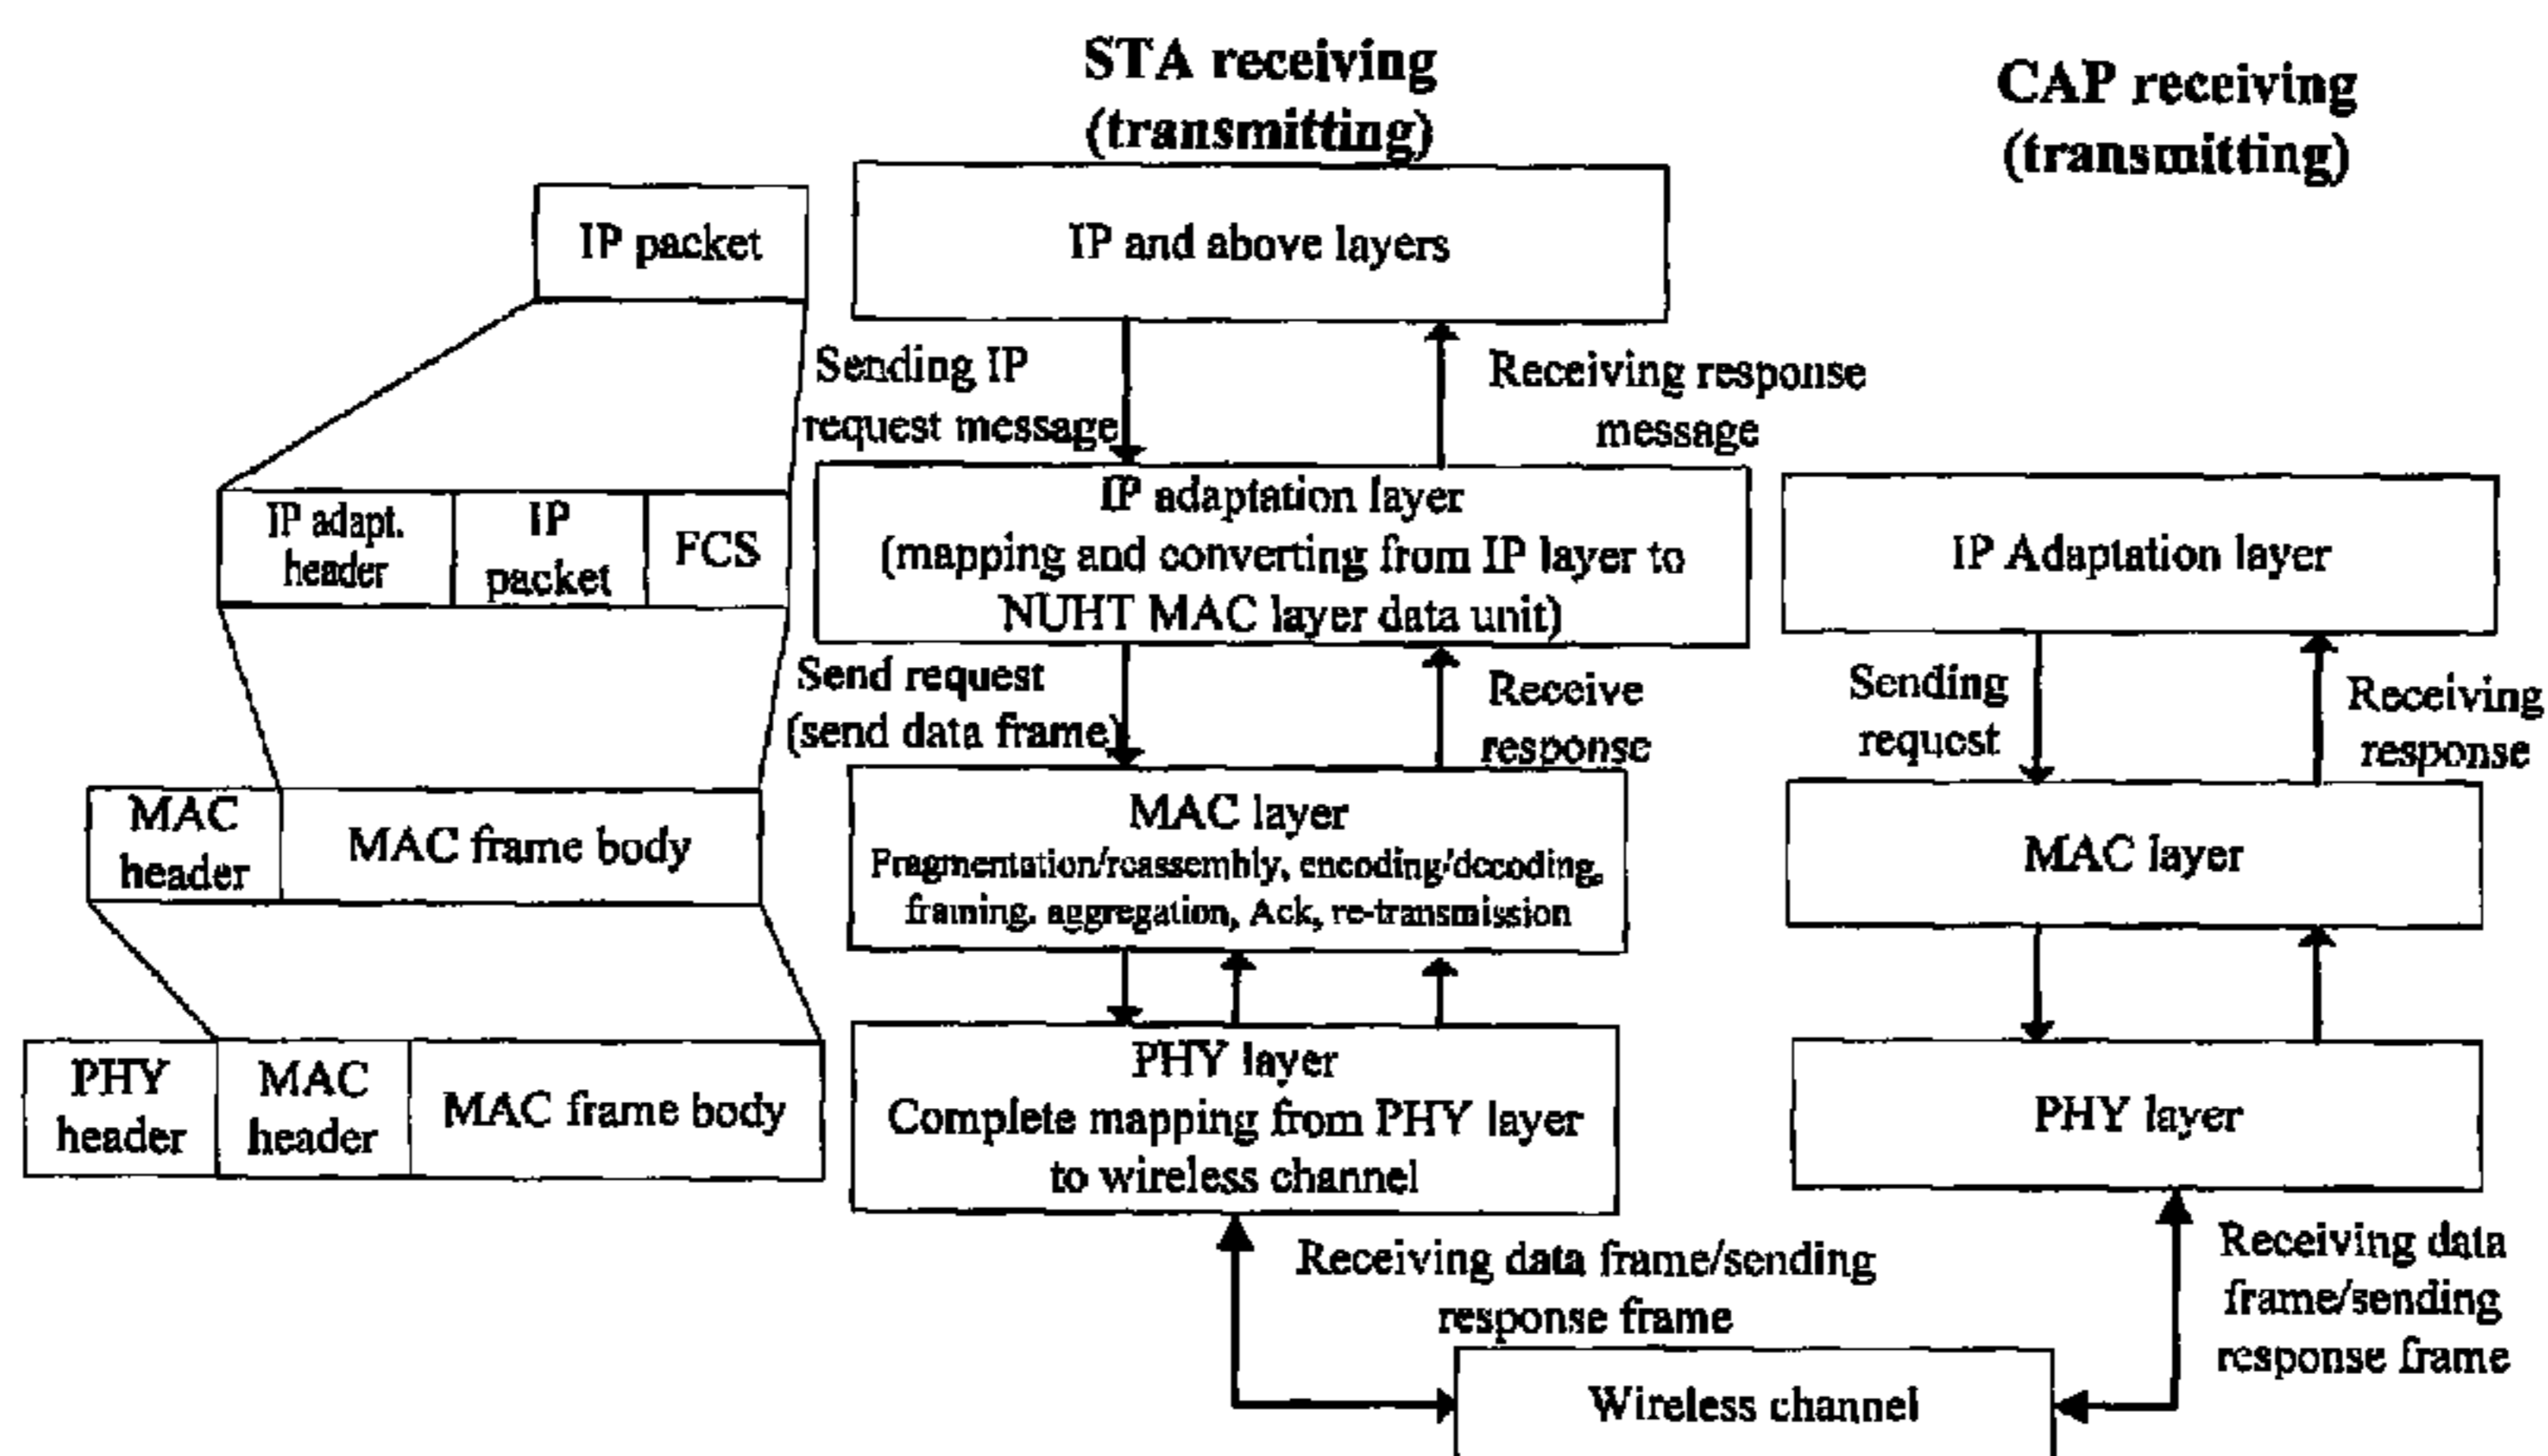 STA receiving
(transmitting)
CAP receiving
(transmitting)
IP packet
IP and above layers
Sending IP
request message
Receiving response
message
IP adapt.
header
IP
packet
FCS
IP adaptation layer
(mapping and converting from IP layer to
NUHT MAC layer data unit)
IP Adaptation layer
Send request
(send data frame)
Receive
response
Sending
request
Receiving
response
MAC
header
MAC frame body
MAC layer
Fragmentation/reassembly, encoding/decoding,
framing, aggregation, Ack, re-transmission
MAC layer
PHY
header
MAC
header
MAC frame body
PHY layer
Complete mapping from PHY layer
to wireless channel
PHY layer
Receiving data frame/sending
response frame
Receiving data
frame/sending
response frame
Wireless channel